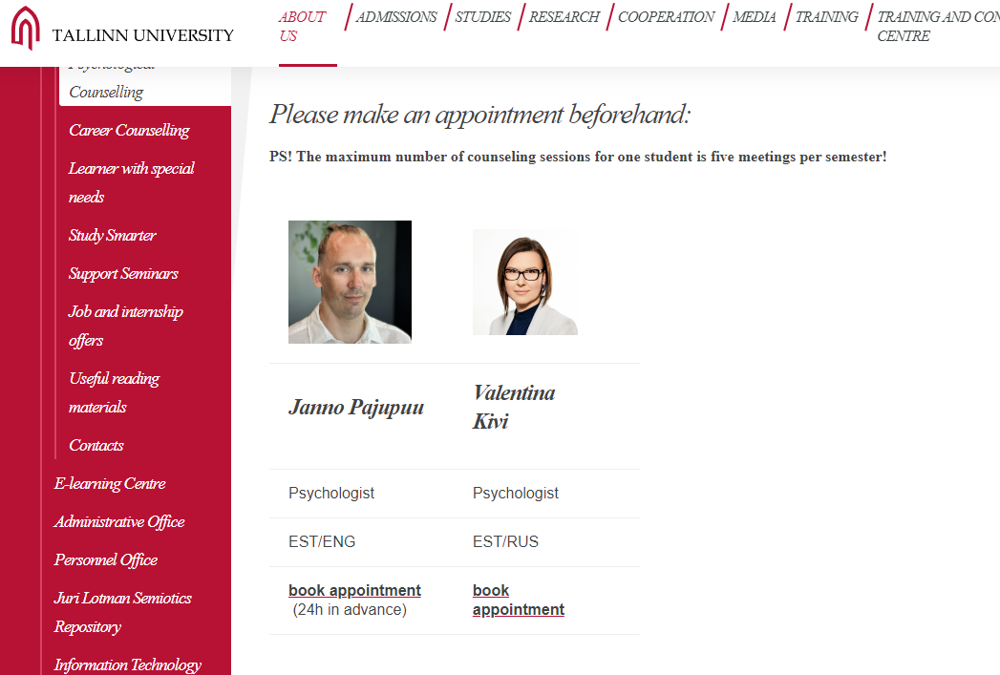 TALLINN UNIVERSITY
ABOUT
US
ADMISSIONS
STUDIES
RESEARCH
COOPERATION
MEDIA
TRAINING
TRAINING AND CON
CENTRE
Psychological
Counselling
Career Counselling
Learner with special
needs
Study Smarter
Support Seminars
Job and internship
offers
Useful reading
materials
Contacts
E-learning Centre
Administrative Office
Personnel Office
Juri Lotman Semiotics
Repository
Information Technology
Please make an appointment beforehand:
PS! The maximum number of counseling sessions for one student is five meetings per semester!
Janno Pajupuu
Valentina
Kivi
Psychologist
Psychologist
EST/ENG
EST/RUS
book appointment
(24h in advance)
book
appointment